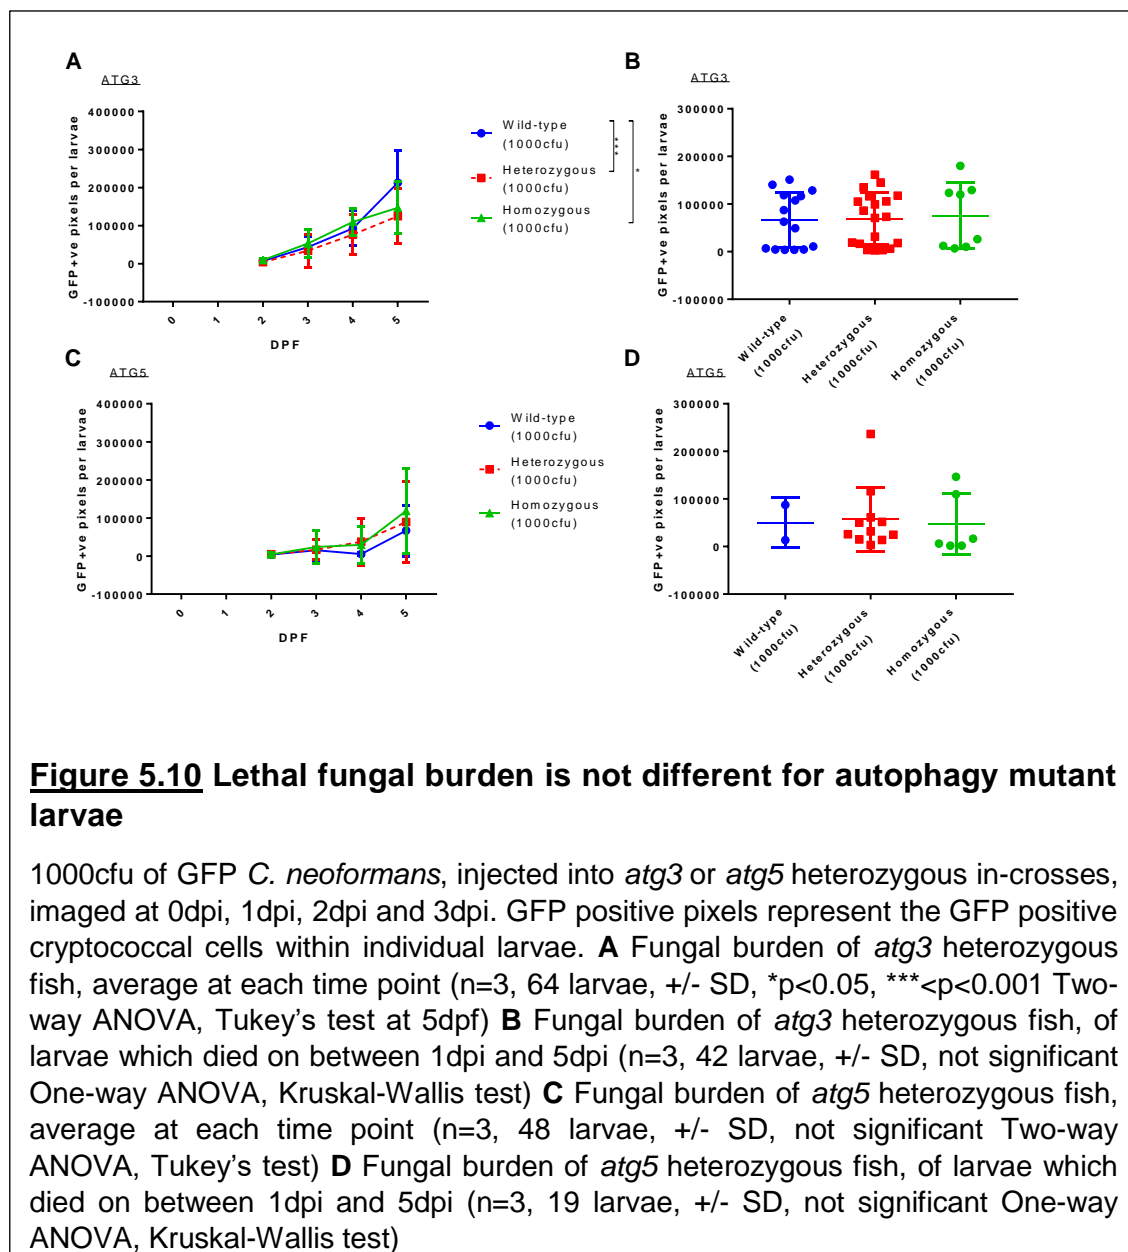 A
ATG3
GFP+ve pixels per larvae
400000
300000
200000
100000
0
-100000
0
1
2
3
4
5
DPF
Wild-type
(1000cfu)
Heterozygous
(1000cfu)
Homozygous
(1000cfu)
***
*
B
ATG3
GFP+ve pixels per larvae
300000
200000
100000
0
-100000
Wild-type
(1000cfu)
Heterozygous
(1000cfu)
Homozygous
(1000cfu)
C
ATG5
GFP+ve pixels per larvae
400000
300000
200000
100000
0
-100000
0
1
2
3
4
5
DPF
Wild-type
(1000cfu)
Heterozygous
(1000cfu)
Homozygous
(1000cfu)
D
ATG5
GFP+ve pixels per larvae
300000
200000
100000
0
-100000
Wild-type
(1000cfu)
Heterozygous
(1000cfu)
Homozygous
(1000cfu)
Figure 5.10 Lethal fungal burden is not different for autophagy mutant
larvae
1000cfu of GFP C. neoformans, injected into atg3 or atg5 heterozygous in-crosses,
imaged at 0dpi, 1dpi, 2dpi and 3dpi. GFP positive pixels represent the GFP positive
cryptococcal cells within individual larvae. A Fungal burden of atg3 heterozygous
fish, average at each time point (n=3, 64 larvae, +/- SD, *p<0.05, ***<p<0.001 Two-
way ANOVA, Tukey's test at 5dpf) B Fungal burden of atg3 heterozygous fish, of
larvae which died on between 1dpi and 5dpi (n=3, 42 larvae, +/- SD, not significant
One-way ANOVA, Kruskal-Wallis test) C Fungal burden of atg5 heterozygous fish,
average at each time point (n=3, 48 larvae, +/- SD, not significant Two-way
ANOVA, Tukey's test) D Fungal burden of atg5 heterozygous fish, of larvae which
died on between 1dpi and 5dpi (n=3, 19 larvae, +/- SD, not significant One-way
ANOVA, Kruskal-Wallis test)